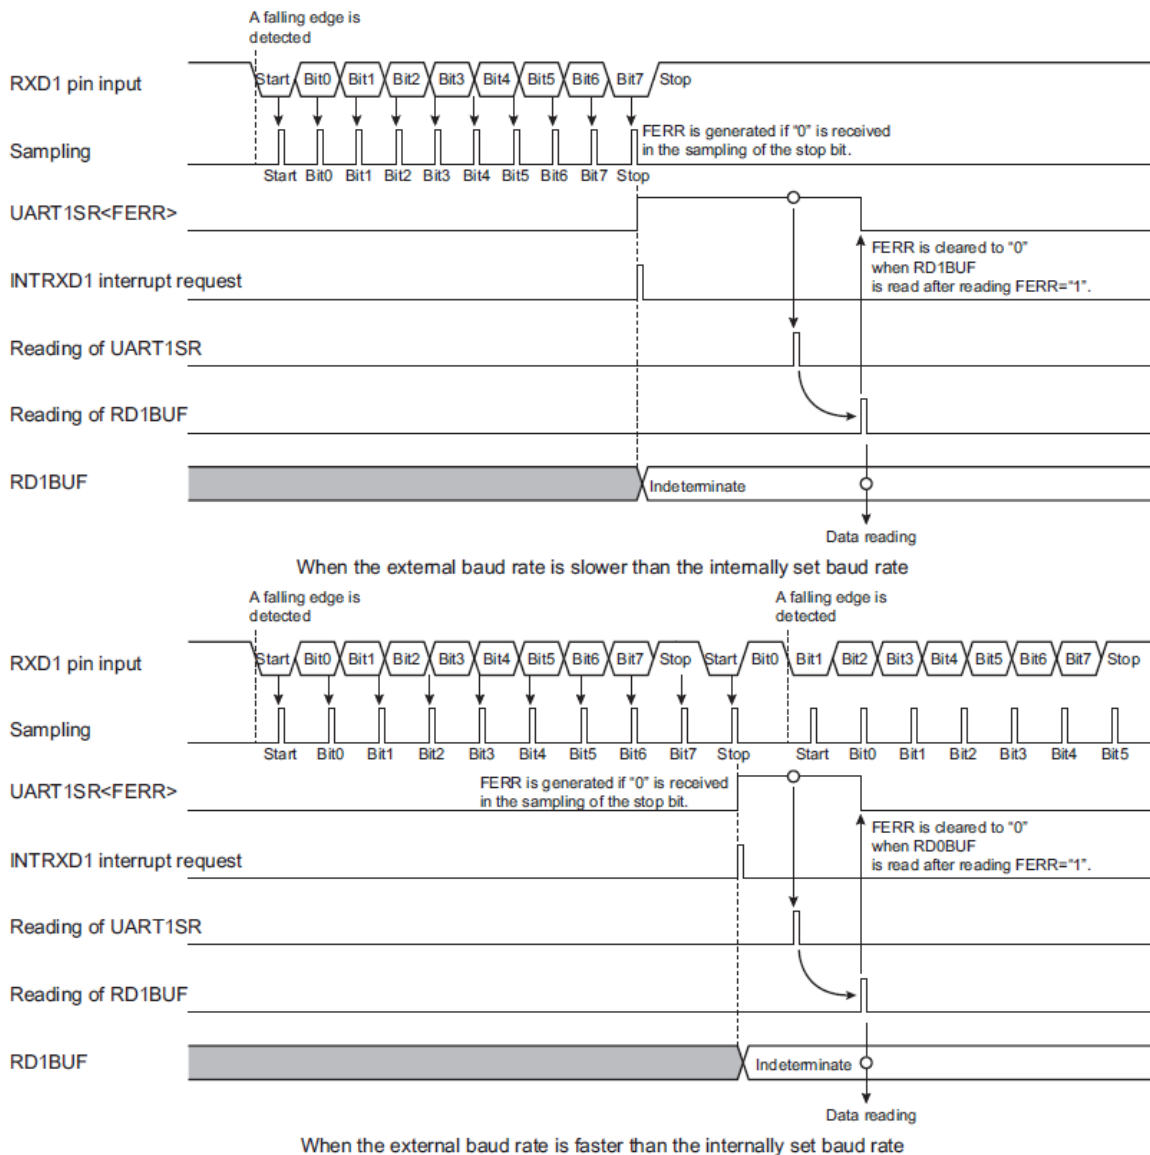 A falling edge is
detected
RXD1 pin input
Start Bit0 Bit1 Bit2 Bit3 Bit4 Bit5 Bit6 Bit7 Stop
FERR is generated if "0" is received
in the sampling of the stop bit.
Sampling
Start Bit0 Bit1 Bit2 Bit3 Bit4 Bit5 Bit6 Bit7 Stop
UART1SR<FERR>
FERR is cleared to "0"
when RD1BUF
is read after reading FERR="1".
INTRXD1 interrupt request
Reading of UART1SR
Reading of RD1BUF
RD1BUF
Indeterminate
Data reading
When the external baud rate is slower than the internally set baud rate
A falling edge is
detected
A falling edge is
detected
RXD1 pin input
Start Bit0 Bit1 Bit2 Bit3 Bit4 Bit5 Bit6 Bit7 Stop Start Bit0 Bit1 Bit2 Bit3 Bit4 Bit5 Bit6 Bit7 Stop
Sampling
Start Bit0 Bit1 Bit2 Bit3 Bit4 Bit5 Bit6 Bit7 Stop Start Bit0 Bit1 Bit2 Bit3 Bit4 Bit5
FERR is generated if "0" is received
in the sampling of the stop bit.
UART1SR<FERR>
FERR is cleared to "0"
when RD0BUF
is read after reading FERR="1".
INTRXD1 interrupt request
Reading of UART1SR
Reading of RD1BUF
RD1BUF
Indeterminate
Data reading
When the external baud rate is faster than the internally set baud rate